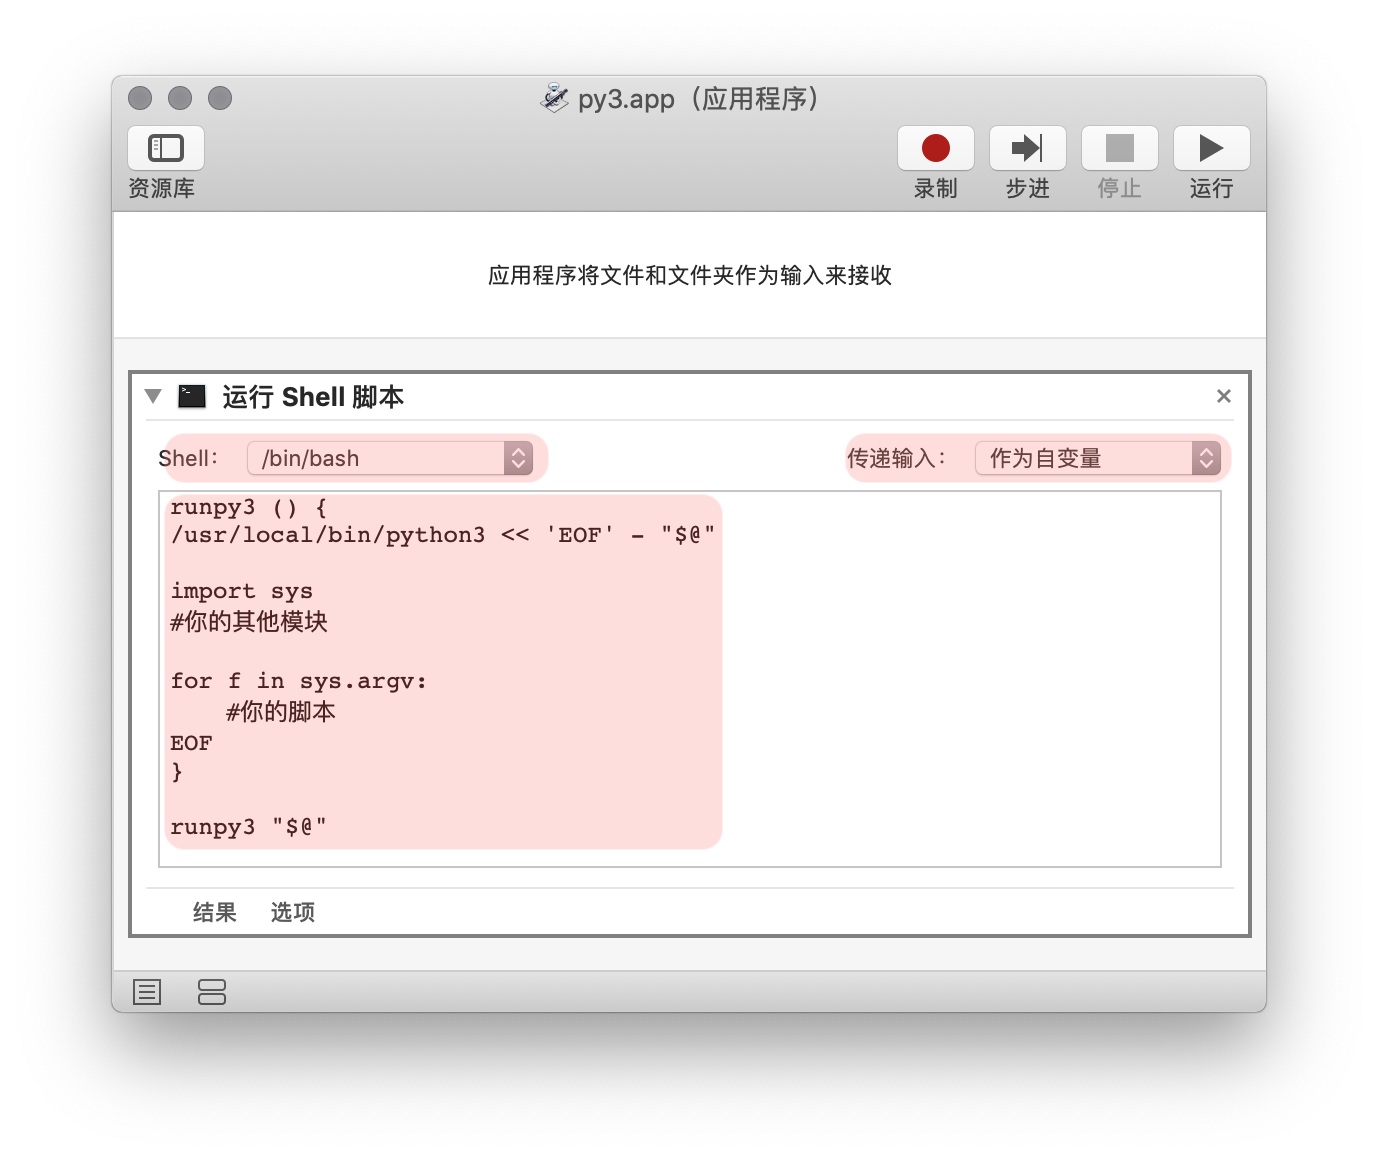 py3.app（应用程序）
资源库
录制
步进
停止
运行
应用程序将文件和文件夹作为输入来接收
运行 Shell 脚本
Shell： /bin/bash
传递输入： 作为自变量
runpy3 () {
/usr/local/bin/python3 << 'EOF' - "$@"
import sys
#你的其他模块
for f in sys.argv:
    #你的脚本
EOF
}
runpy3 "$@"
结果 选项